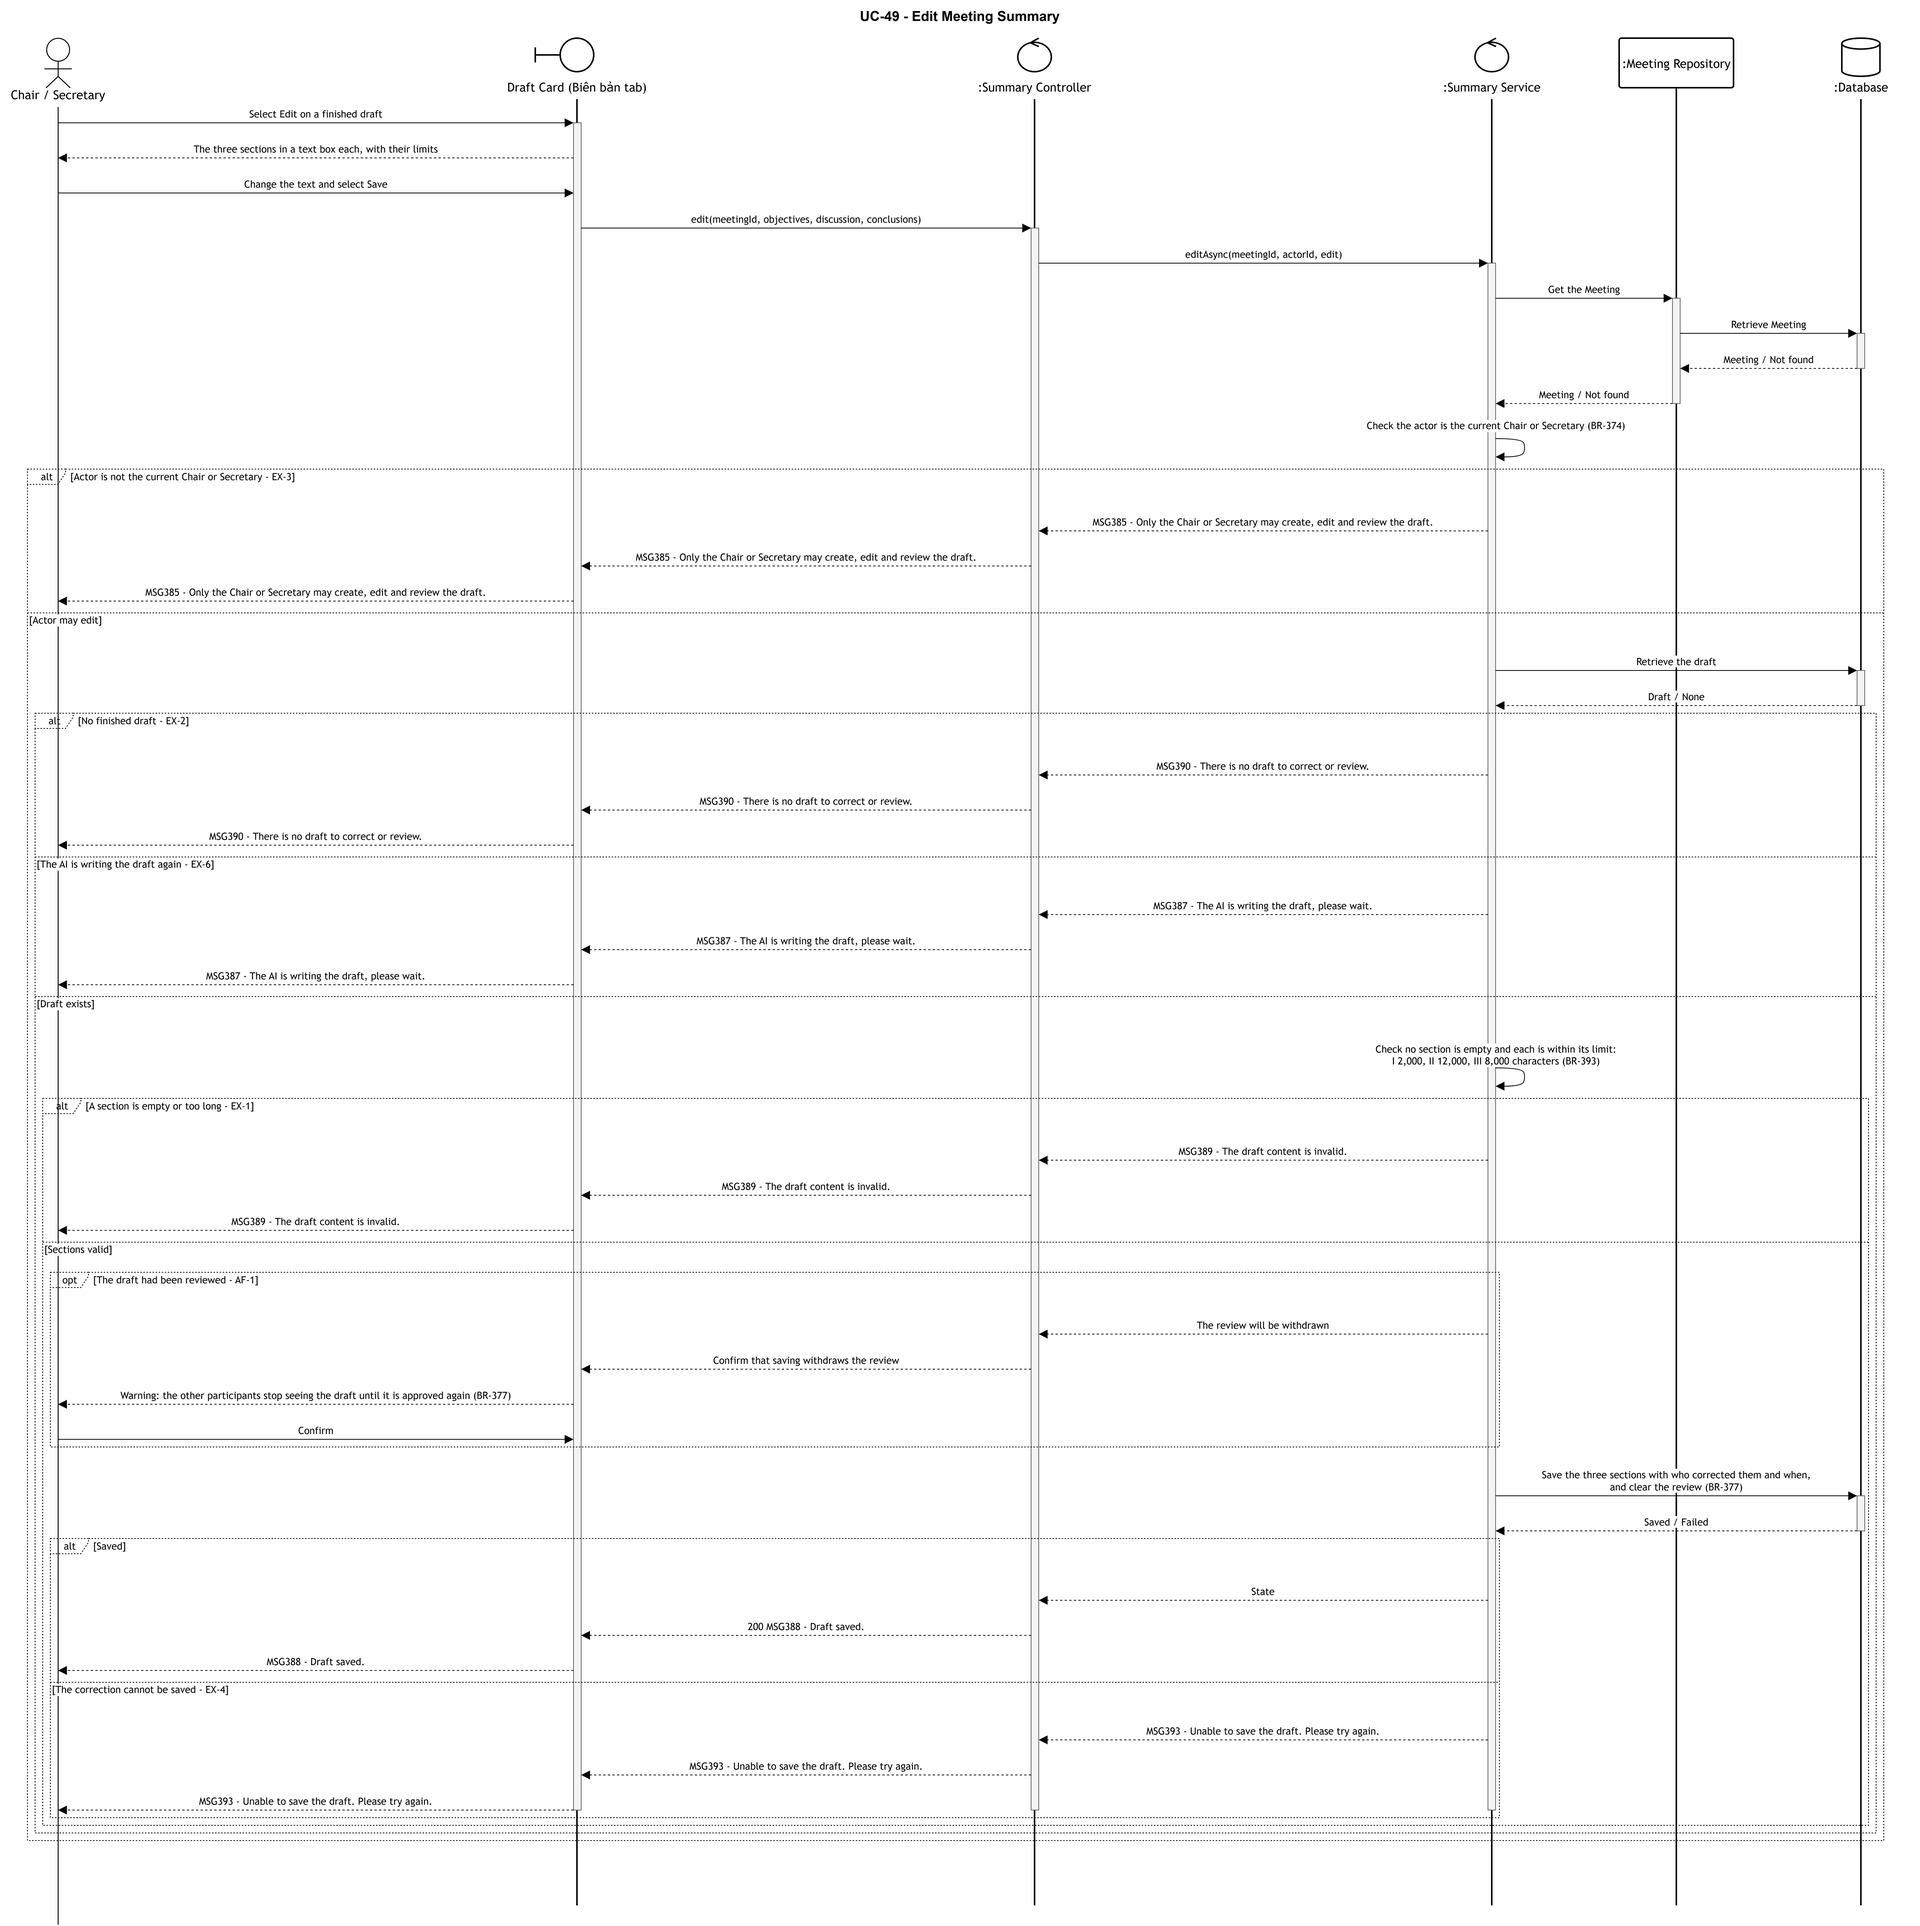 UC-49 - Edit Meeting Summary
Chair / Secretary
Draft Card (Biên bản tab)
:Summary Controller
:Summary Service
:Meeting Repository
:Database
Select Edit on a finished draft
The three sections in a text box each, with their limits
Change the text and select Save
edit(meetingId, objectives, discussion, conclusions)
editAsync(meetingId, actorId, edit)
Get the Meeting
Retrieve Meeting
Meeting / Not found
Meeting / Not found
Check the actor is the current Chair or Secretary (BR-374)
alt
[Actor is not the current Chair or Secretary - EX-3]
MSG385 - Only the Chair or Secretary may create, edit and review the draft.
MSG385 - Only the Chair or Secretary may create, edit and review the draft.
MSG385 - Only the Chair or Secretary may create, edit and review the draft.
[Actor may edit]
Retrieve the draft
Draft / None
alt
[No finished draft - EX-2]
MSG390 - There is no draft to correct or review.
MSG390 - There is no draft to correct or review.
MSG390 - There is no draft to correct or review.
[The AI is writing the draft again - EX-6]
MSG387 - The AI is writing the draft, please wait.
MSG387 - The AI is writing the draft, please wait.
MSG387 - The AI is writing the draft, please wait.
[Draft exists]
Check no section is empty and each is within its limit:
I 2,000, II 12,000, III 8,000 characters (BR-393)
alt
[A section is empty or too long - EX-1]
MSG389 - The draft content is invalid.
MSG389 - The draft content is invalid.
MSG389 - The draft content is invalid.
[Sections valid]
opt
[The draft had been reviewed - AF-1]
The review will be withdrawn
Confirm that saving withdraws the review
Warning: the other participants stop seeing the draft until it is approved again (BR-377)
Confirm
Save the three sections with who corrected them and when,
and clear the review (BR-377)
Saved / Failed
alt
[Saved]
State
200 MSG388 - Draft saved.
MSG388 - Draft saved.
[The correction cannot be saved - EX-4]
MSG393 - Unable to save the draft. Please try again.
MSG393 - Unable to save the draft. Please try again.
MSG393 - Unable to save the draft. Please try again.